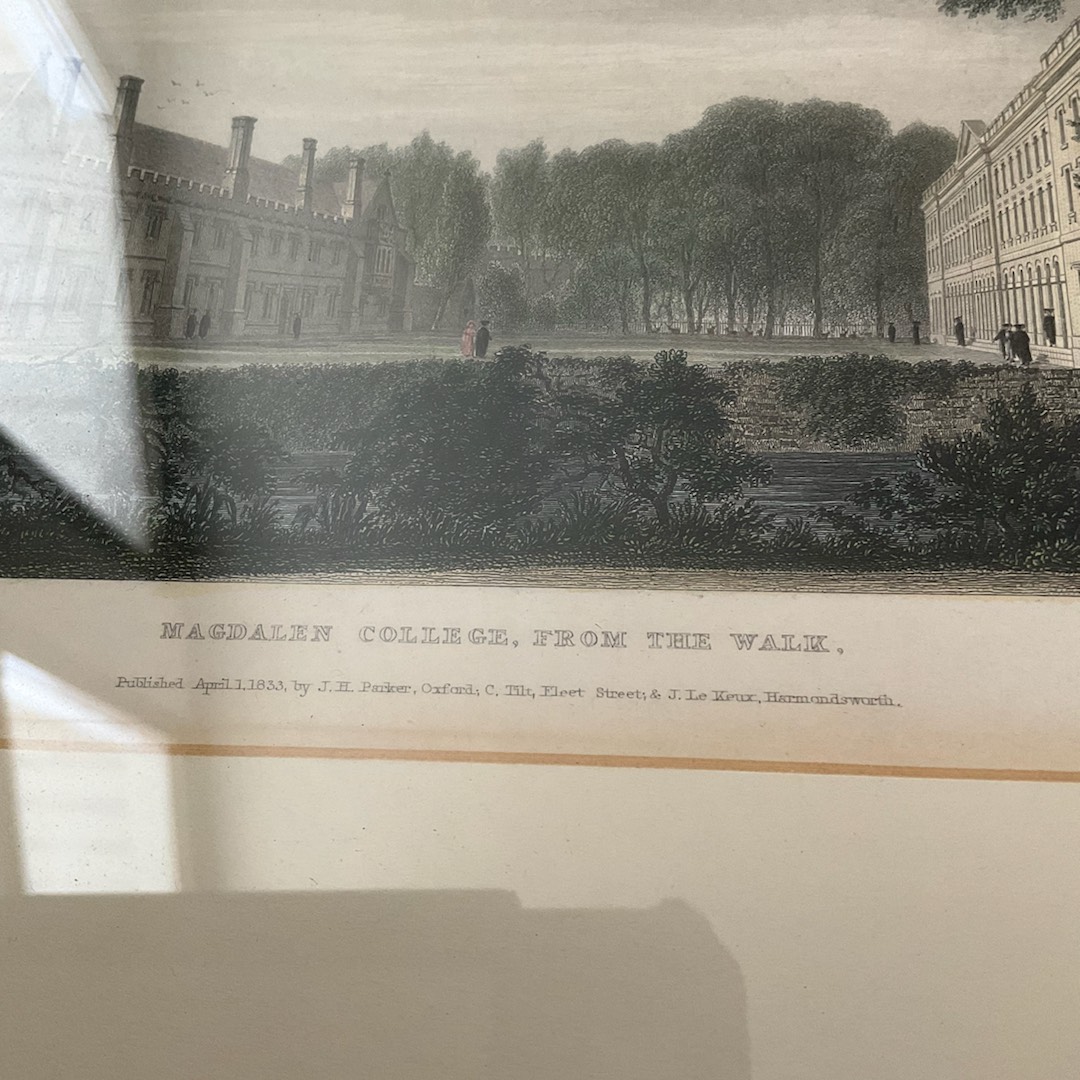 MAGDALEN COLLEGE, FROM THE WALK.
Published April 1. 1833, by J. H. Parker, Oxford; C. Tilt, Fleet Street; & J. Le Keux, Harmondsworth.